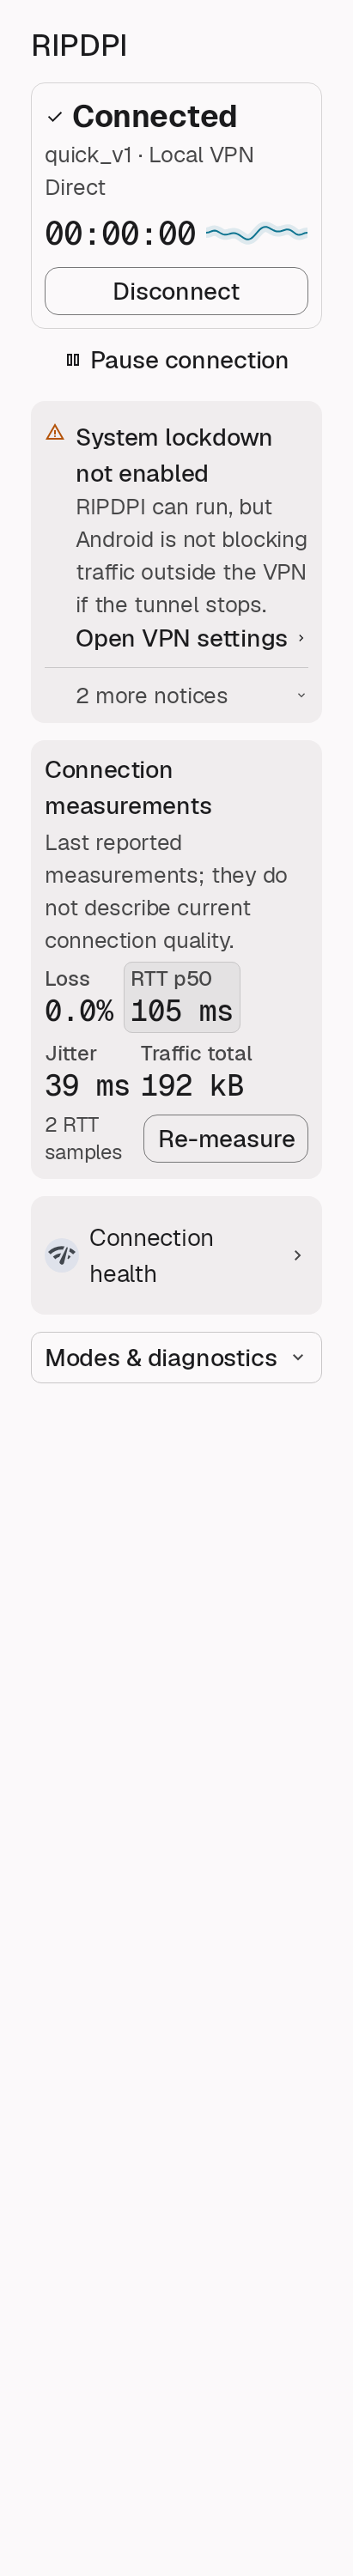 RIPDPI
Connected
quick_v1 · Local VPN
Direct
00:00:00
Disconnect
Pause connection
System lockdown
not enabled
RIPDPI can run, but
Android is not blocking
traffic outside the VPN
if the tunnel stops.
Open VPN settings
2 more notices
Connection
measurements
Last reported
measurements; they do
not describe current
connection quality.
Loss
0.0%
RTT p50
105 ms
Jitter
39 ms
Traffic total
192 kB
2 RTT
samples
Re-measure
Connection
health
Modes & diagnostics